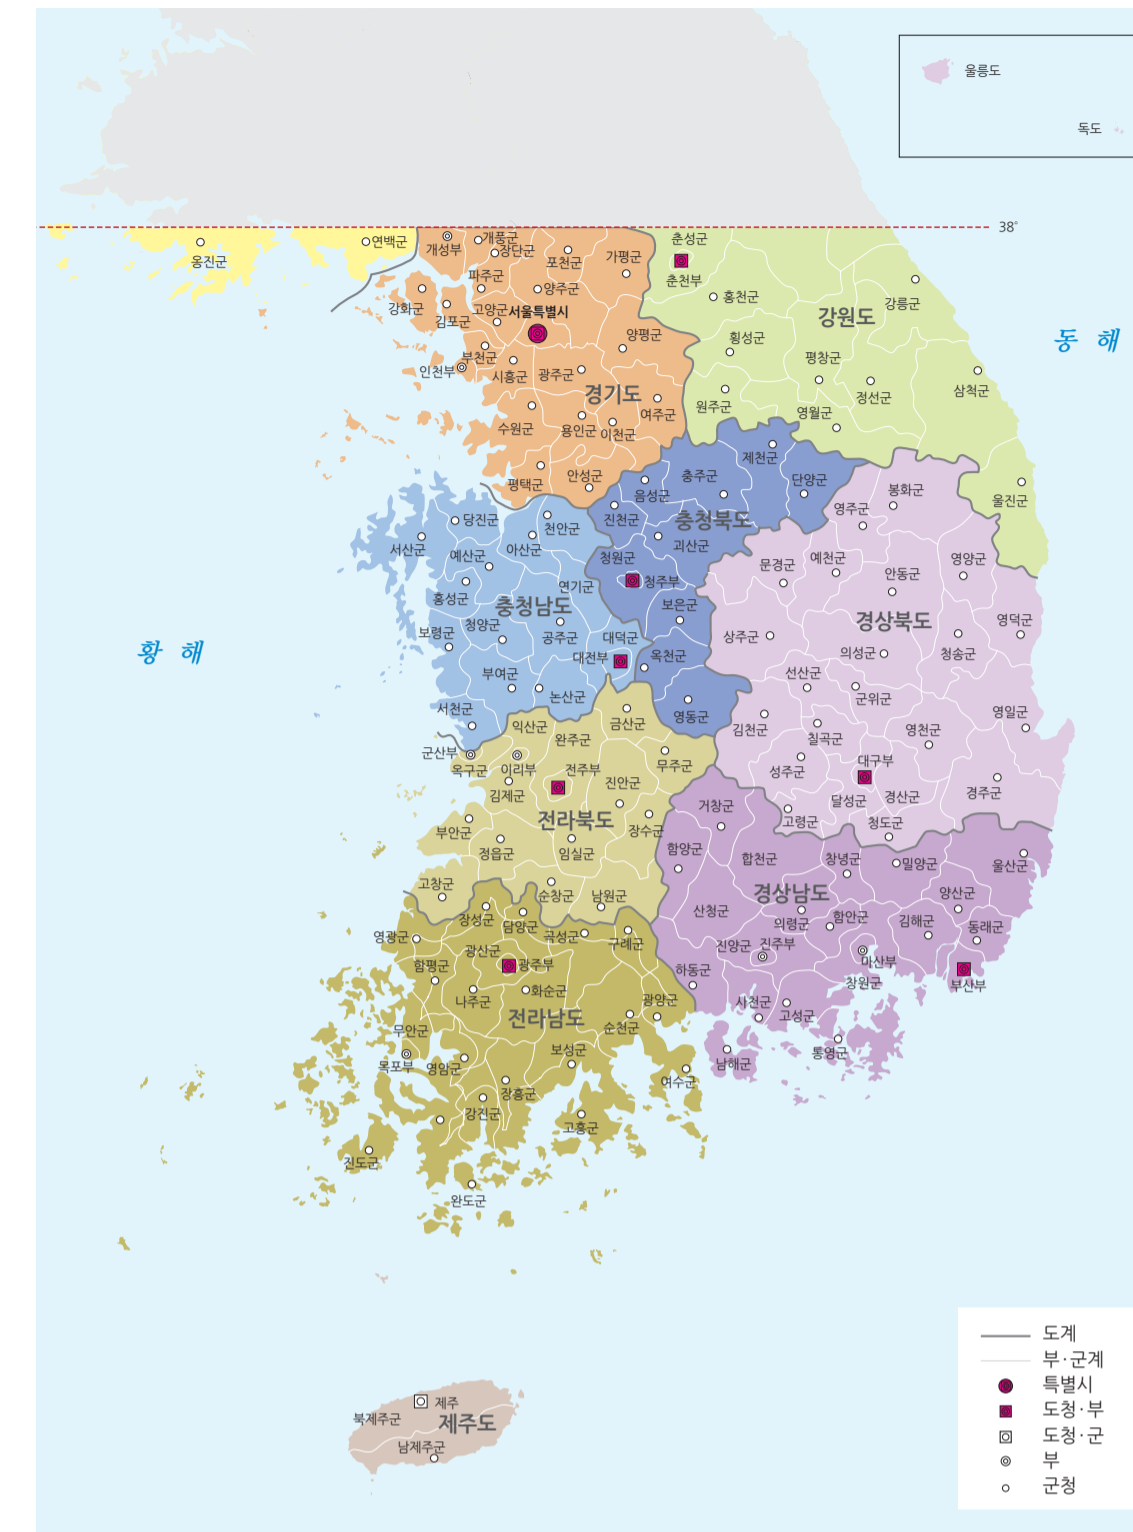 울릉도
독도
38°
옹진군
연백군
개성부
개풍군
장단군
포천군
가평군
파주군
양주군
강화군
김포군
고양군
서울특별시
인천부
부천군
시흥군
광주군
양평군
경기도
여주군
수원군
용인군
이천군
평택군
안성군
춘성군
춘천부
홍천군
강릉군
강원도
횡성군
평창군
정선군
삼척군
원주군
영월군
울진군
동 해
황 해
제천군
충주군
단양군
음성군
진천군
충청북도
괴산군
청원군
청주부
보은군
옥천군
영동군
당진군
천안군
서산군
아산군
예산군
연기군
홍성군
충청남도
청양군
보령군
공주군
대덕군
대전부
부여군
논산군
서천군
봉화군
영주군
문경군
예천군
안동군
영양군
경상북도
영덕군
상주군
의성군
청송군
선산군
군위군
김천군
칠곡군
영천군
영일군
성주군
대구부
달성군
경산군
경주군
고령군
청도군
금산군
익산군
완주군
군산부
옥구군
이리부
전주부
무주군
김제군
진안군
전라북도
장수군
부안군
정읍군
임실군
고창군
순창군
남원군
거창군
함양군
합천군
창녕군
밀양군
울산군
경상남도
산청군
의령군
함안군
김해군
양산군
동래군
진양군
진주부
마산부
창원군
부산부
하동군
사천군
고성군
남해군
통영군
장성군
담양군
곡성군
구례군
영광군
광산군
광주부
함평군
나주군
화순군
광양군
전라남도
순천군
무안군
목포부
영암군
보성군
여수군
장흥군
강진군
고흥군
진도군
완도군
제주
북제주군
제주도
남제주군
도계
부·군계
특별시
도청·부
도청·군
부
군청